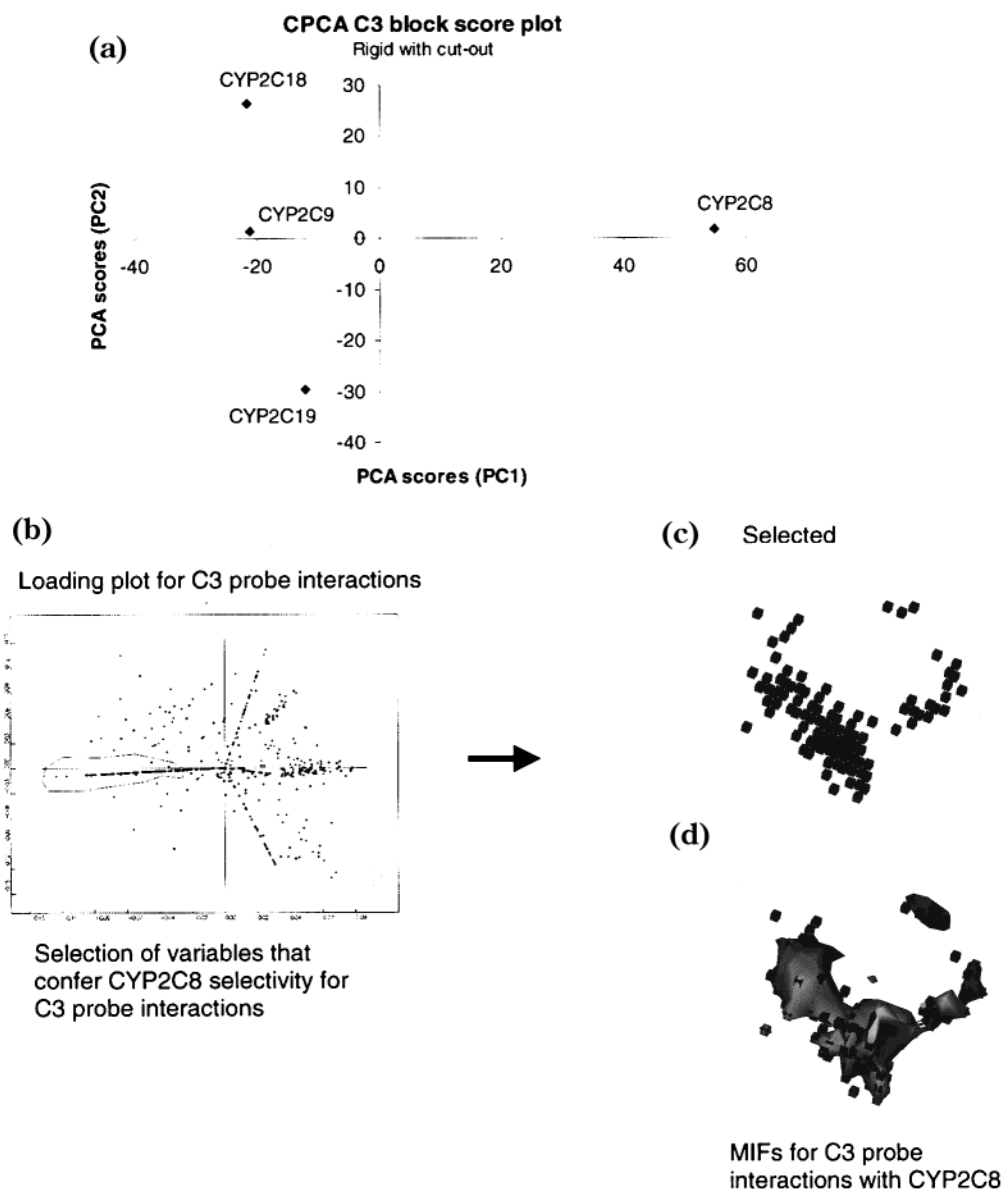 CPCA C3 block score plot
(a)
Rigid with cut-out
CYP2C18
30
20
10
CYP2C9
CYP2C8
0
-40
-20
0
20
40
60
-10
-20
-30
CYP2C19
-40
PCA scores (PC2)
PCA scores (PC1)
(b)
Loading plot for C3 probe interactions
Selection of variables that
confer CYP2C8 selectivity for
C3 probe interactions
(c)
Selected
(d)
MIFs for C3 probe
interactions with CYP2C8